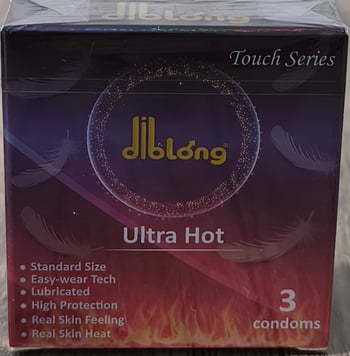 diblong
Touch Series
diblong®
Ultra Hot
• Standard Size
• Easy-wear Tech
• Lubricated
• High Protection
• Real Skin Feeling
• Real Skin Heat
3
condoms